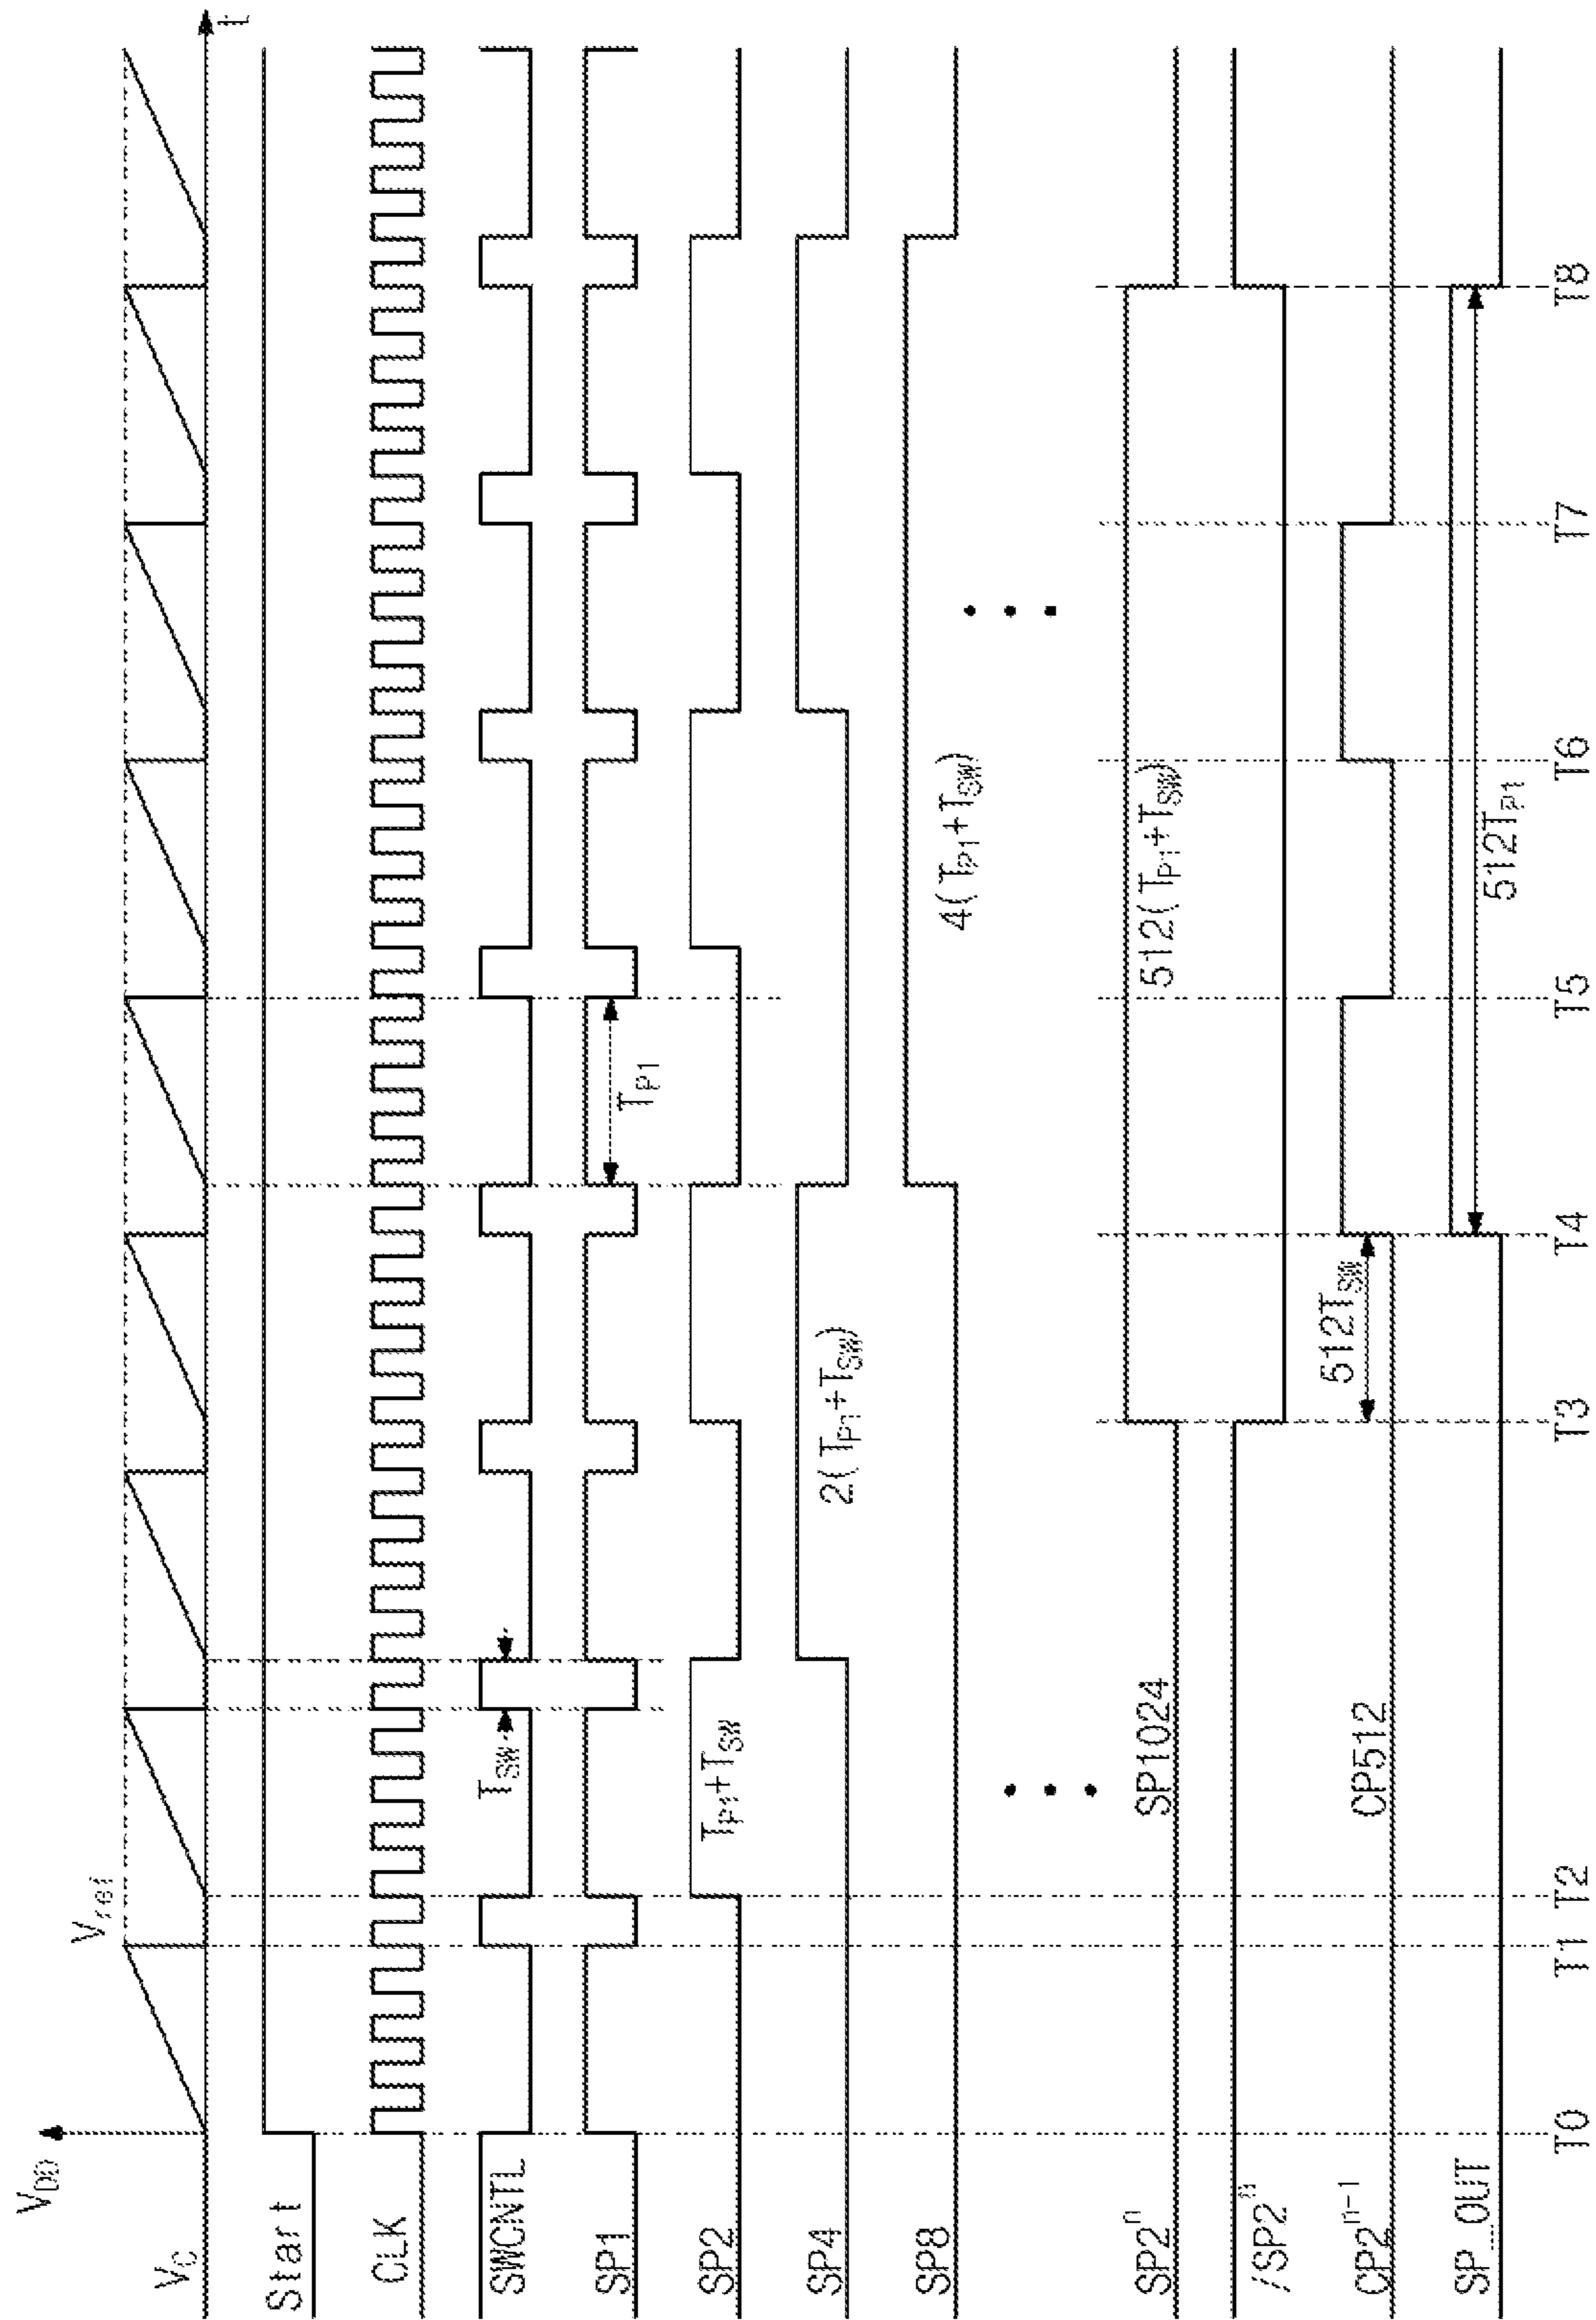 V_DD
V_C
V_ref
t
Start
CLK
SWCNTL
T_SW
SP1
T_P1
SP2
T_P1+T_SW
SP4
2(T_P1+T_SW)
SP8
4(T_P1+T_SW)
SP2^n
SP1024
512(T_P1+T_SW)
/SP2^n
CP2^n-1
CP512
512T_SW
SP_OUT
512T_P1
T0
T1
T2
T3
T4
T5
T6
T7
T8